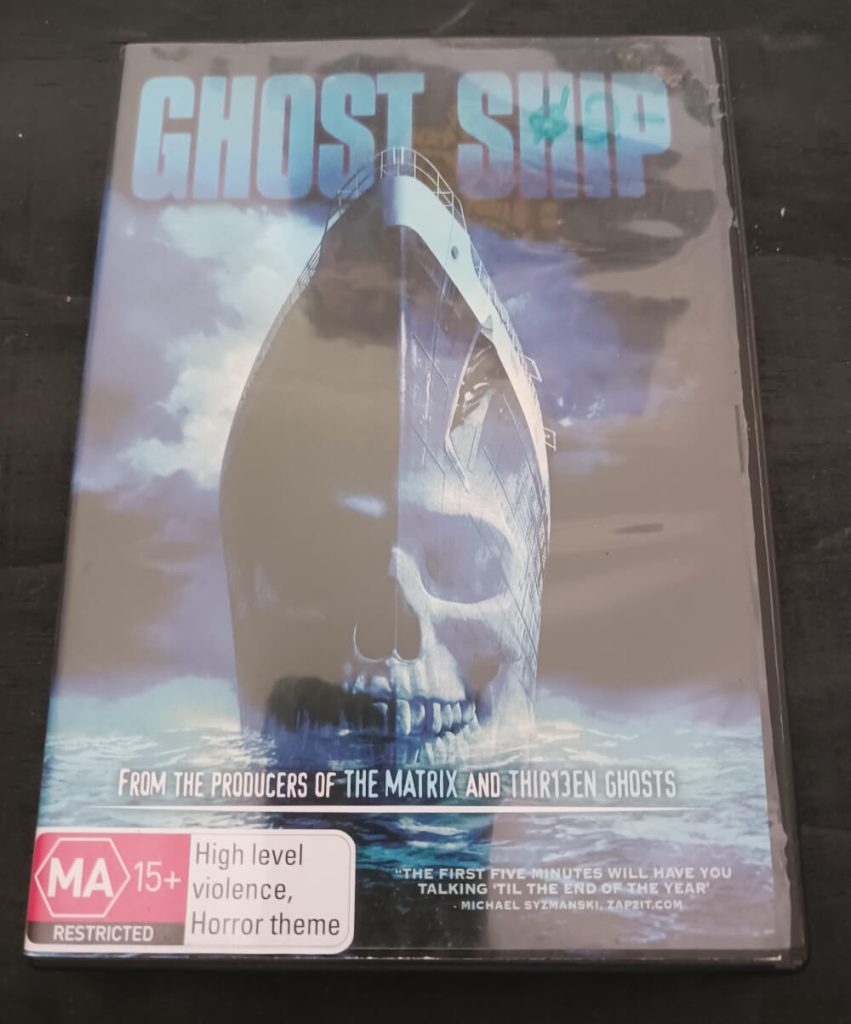 GHOST SHIP
FROM THE PRODUCERS OF THE MATRIX AND THIR13EN GHOSTS
MA 15+
RESTRICTED
High level
violence,
Horror theme
"THE FIRST FIVE MINUTES WILL HAVE YOU
TALKING 'TIL THE END OF THE YEAR'
- MICHAEL SYZMANSKI, ZAP2IT.COM